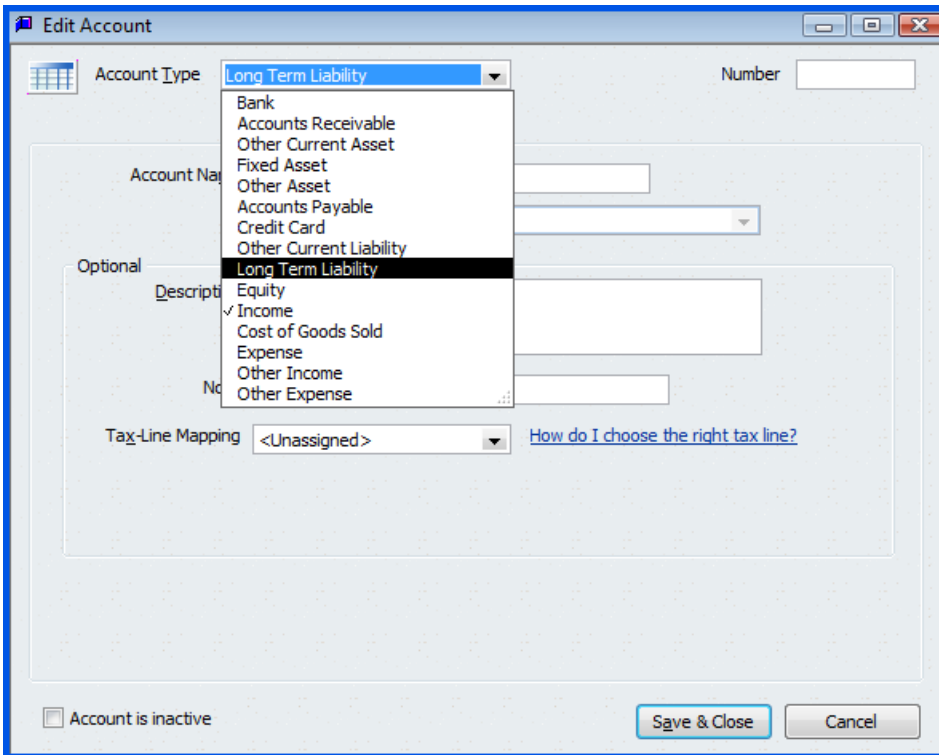 Edit Account
Account Type Long Term Liability Number
Bank
Accounts Receivable
Other Current Asset
Fixed Asset
Account
Other Asset
Accounts Payable
Credit Card
Other Current Liability
Optional
Long Term Liability
Equity
✓ Income
Cost of Goods Sold
Expense
Other Income
Other Expense
Tax-Line Mapping <Unassigned> How do I choose the right tax line?
Account is inactive Save & Close Cancel